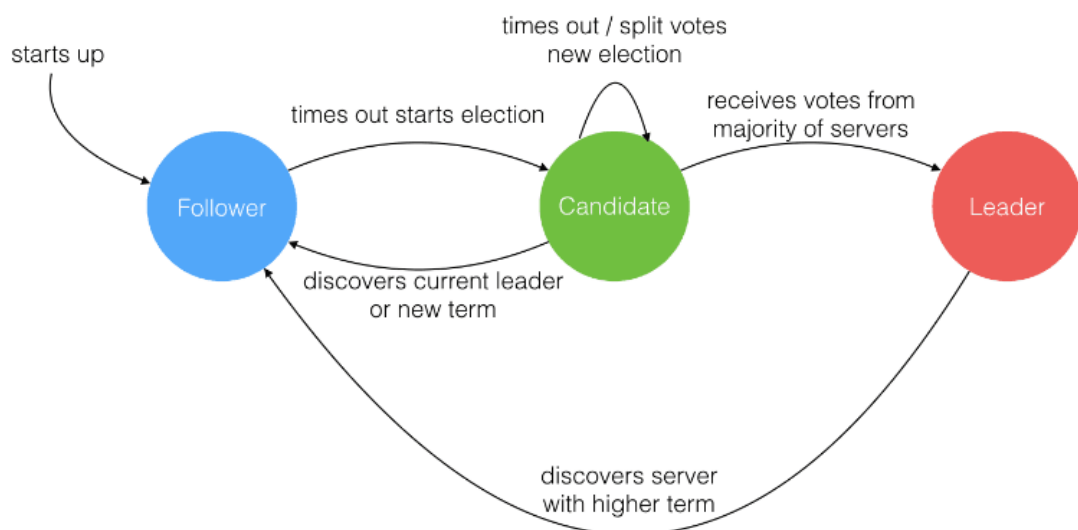 times out / split votes
new election
starts up
times out starts election
receives votes from
majority of servers
Follower
Candidate
Leader
discovers current leader
or new term
discovers server
with higher term